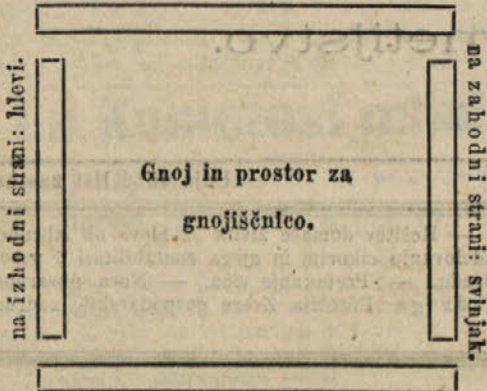 na izhodni strani: hlevi.
Gnoj in prostor za
gnojiščnico.
na zahodni strani svinjak.